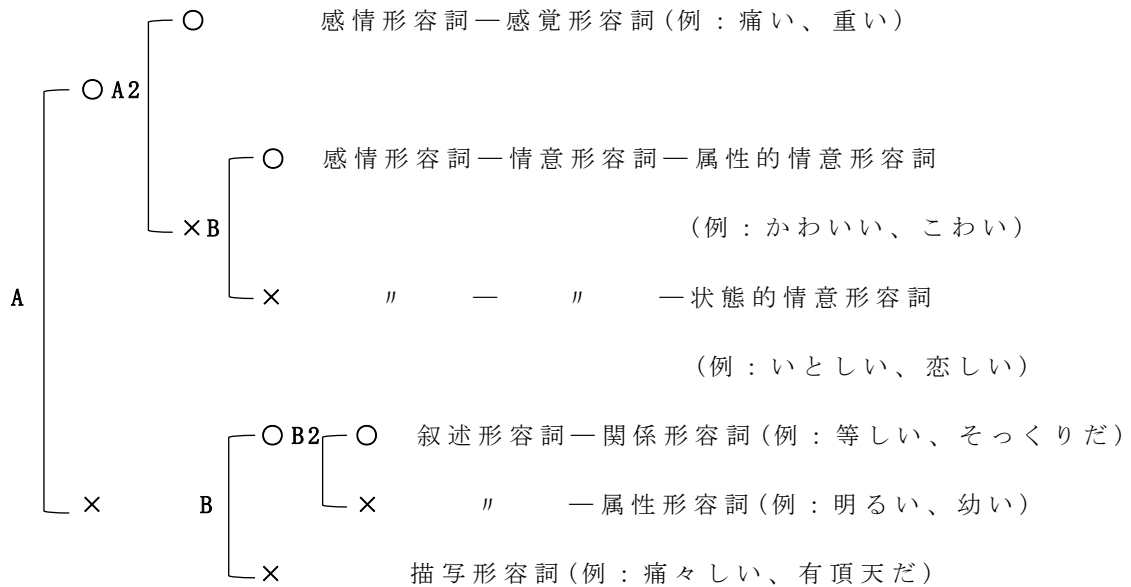 ○ 感情形容詞―感覚形容詞(例:痛い、重い)
○ A2
○ 感情形容詞―情意形容詞―属性的情意形容詞
× B (例:かわいい、こわい)
A × 〃 ― 〃 ―状態的情意形容詞
(例:いとしい、恋しい)
○ B2 ○ 叙述形容詞―関係形容詞(例:等しい、そっくりだ)
× B × 〃 ―属性形容詞(例:明るい、幼い)
× 描写形容詞(例:痛々しい、有頂天だ)